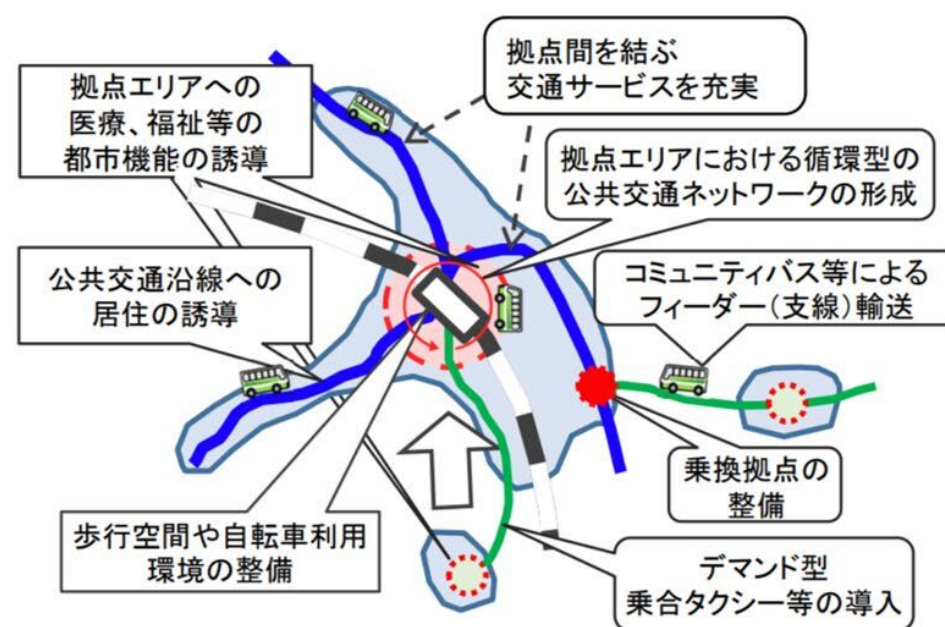 拠点エリアへの
医療、福祉等の
都市機能の誘導
拠点間を結ぶ
交通サービスを充実
拠点エリアにおける循環型の
公共交通ネットワークの形成
公共交通沿線への
居住の誘導
コミュニティバス等による
フィーダー(支線)輸送
歩行空間や自転車利用
環境の整備
乗換拠点の
整備
デマンド型
乗合タクシー等の導入